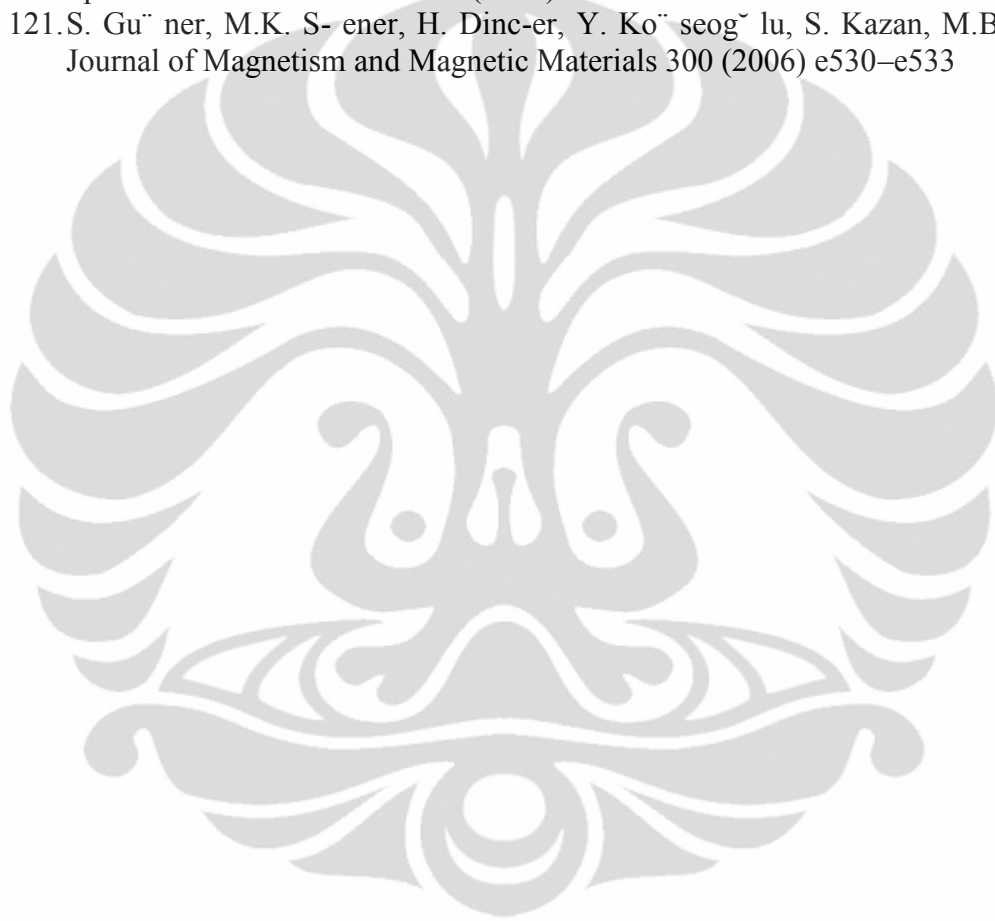 121. S. Gu¨ ner, M.K. S- ener, H. Dinc-er, Y. Ko¨ seog˘ lu, S. Kazan, M.B
Journal of Magnetism and Magnetic Materials 300 (2006) e530–e533